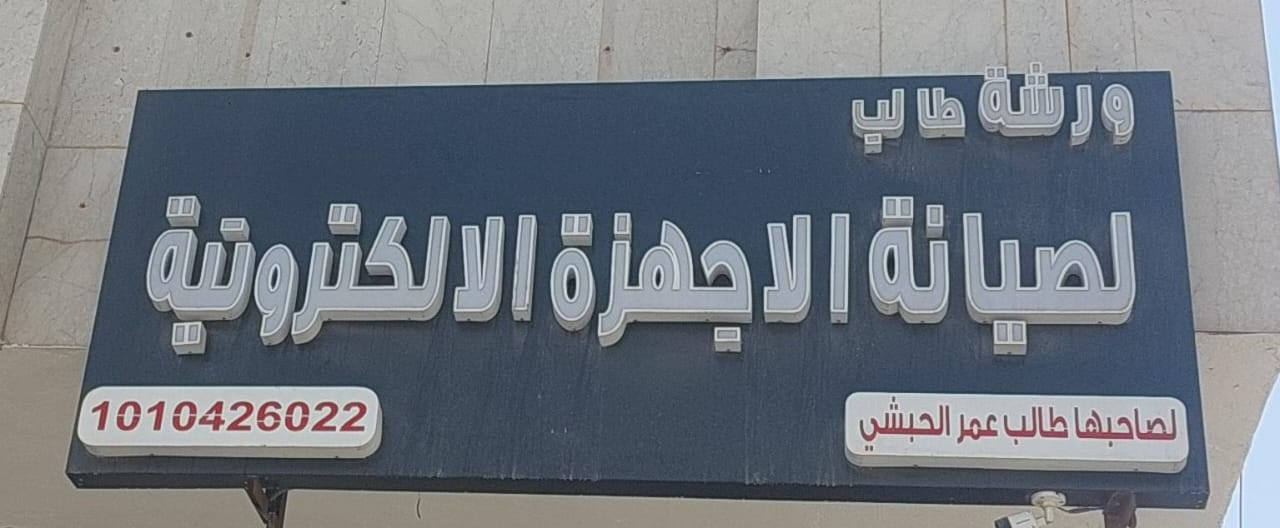 ورشة طالب
لصيانة الاجهزة الالكترونية
لصاحبها طالب عمر الحبشي
1010426022